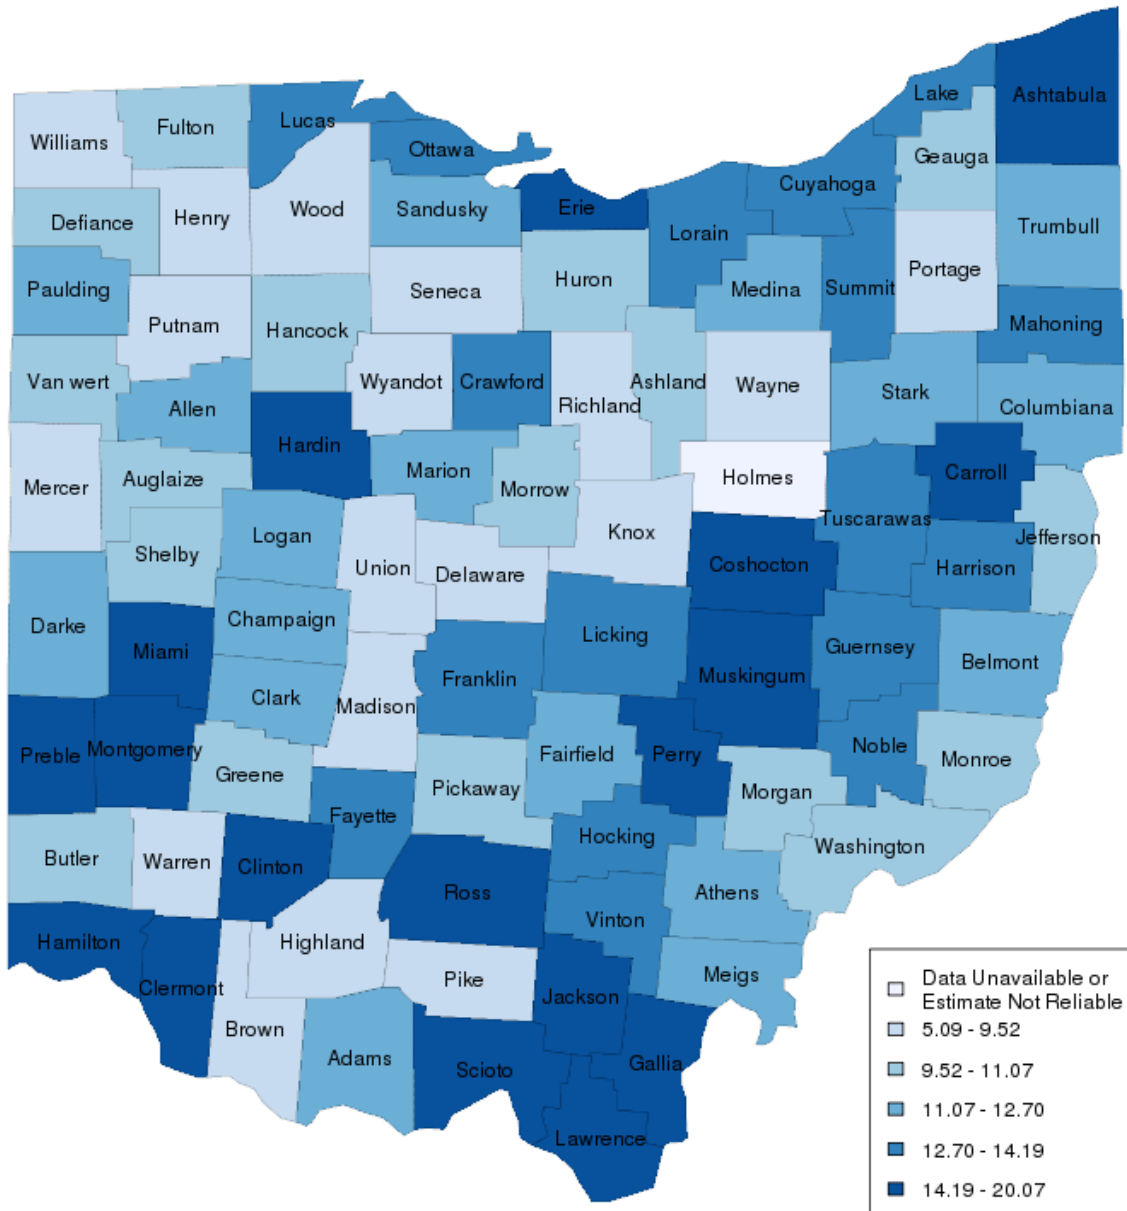 Lake
Ashtabula
Lucas
Fulton
Williams
Ottawa
Geauga
Cuyahoga
Erie
Sandusky
Wood
Henry
Defiance
Lorain
Trumbull
Portage
Huron
Seneca
Medina
Summit
Paulding
Putnam
Hancock
Mahoning
Van wert
Wyandot
Crawford
Ashland
Wayne
Stark
Allen
Richland
Columbiana
Hardin
Marion
Holmes
Carroll
Mercer
Auglaize
Morrow
Tuscarawas
Knox
Logan
Jefferson
Shelby
Union
Delaware
Coshocton
Harrison
Darke
Champaign
Licking
Miami
Guernsey
Belmont
Franklin
Muskingum
Clark
Madison
Preble
Montgomery
Fairfield
Perry
Noble
Monroe
Greene
Pickaway
Morgan
Fayette
Hocking
Washington
Butler
Warren
Clinton
Ross
Athens
Vinton
Hamilton
Highland
Pike
Meigs
Clermont
Jackson
Brown
Adams
Scioto
Gallia
Lawrence
Data Unavailable or
Estimate Not Reliable
5.09 - 9.52
9.52 - 11.07
11.07 - 12.70
12.70 - 14.19
14.19 - 20.07